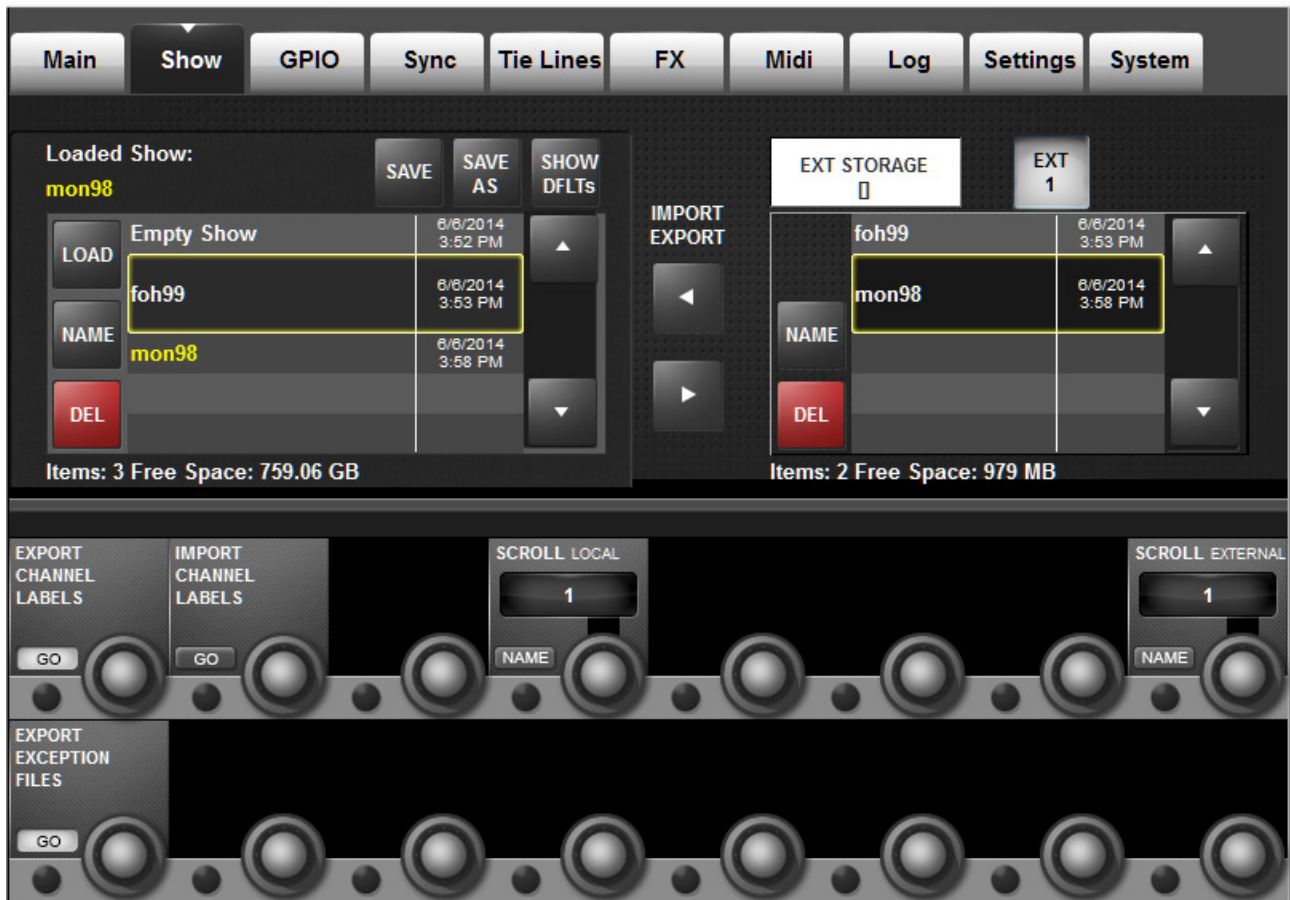 Main Show GPIO Sync Tie Lines FX Midi Log Settings System
Loaded Show:
mon98
SAVE
SAVE
AS
SHOW
DFLTs
LOAD
NAME
DEL
Empty Show 6/6/2014
3:52 PM
foh99 6/6/2014
3:53 PM
mon98 6/6/2014
3:58 PM
Items: 3 Free Space: 759.06 GB
IMPORT
EXPORT
EXT STORAGE
[]
EXT
1
NAME
DEL
foh99 6/6/2014
3:53 PM
mon98 6/6/2014
3:58 PM
Items: 2 Free Space: 979 MB
EXPORT
CHANNEL
LABELS
GO
IMPORT
CHANNEL
LABELS
GO
SCROLL LOCAL
1
NAME
SCROLL EXTERNAL
1
NAME
EXPORT
EXCEPTION
FILES
GO